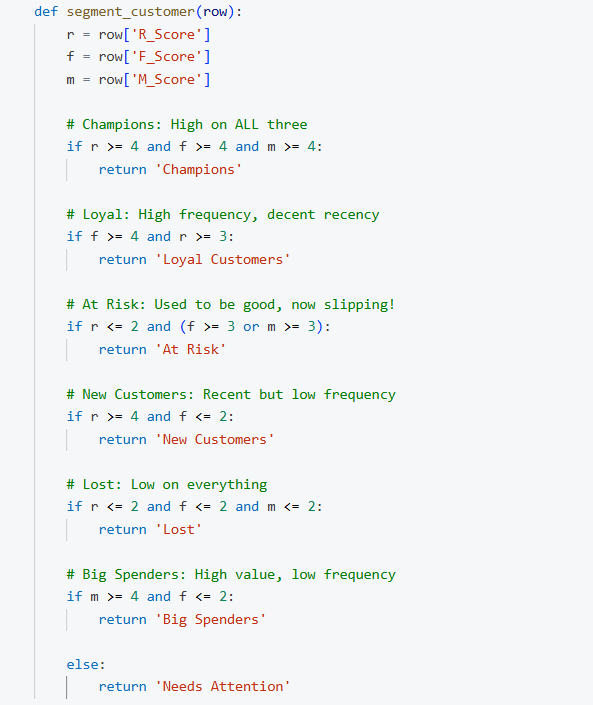 def segment_customer(row):
    r = row['R_Score']
    f = row['F_Score']
    m = row['M_Score']

    # Champions: High on ALL three
    if r >= 4 and f >= 4 and m >= 4:
        return 'Champions'

    # Loyal: High frequency, decent recency
    if f >= 4 and r >= 3:
        return 'Loyal Customers'

    # At Risk: Used to be good, now slipping!
    if r <= 2 and (f >= 3 or m >= 3):
        return 'At Risk'

    # New Customers: Recent but low frequency
    if r >= 4 and f <= 2:
        return 'New Customers'

    # Lost: Low on everything
    if r <= 2 and f <= 2 and m <= 2:
        return 'Lost'

    # Big Spenders: High value, low frequency
    if m >= 4 and f <= 2:
        return 'Big Spenders'

    else:
        return 'Needs Attention'